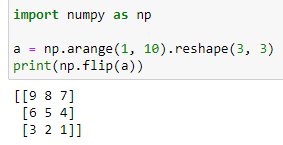 import numpy as np
a = np.arange(1, 10).reshape(3, 3)
print(np.flip(a))
[[9 8 7]
 [6 5 4]
 [3 2 1]]